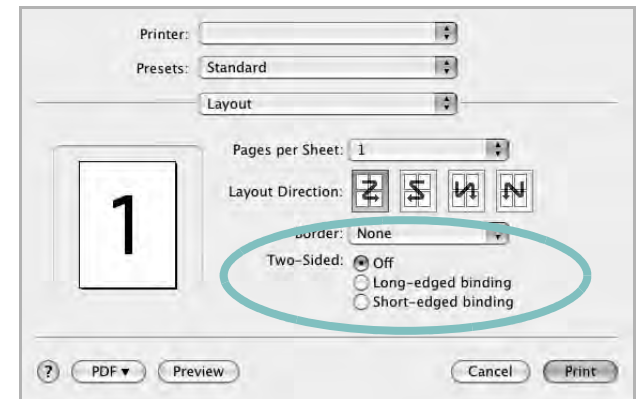 Printer:
Presets: Standard
Layout
Pages per Sheet: 1
1
Layout Direction:
Border: None
Two-Sided: Off
Long-edged binding
Short-edged binding
? PDF▼ Preview Cancel Print